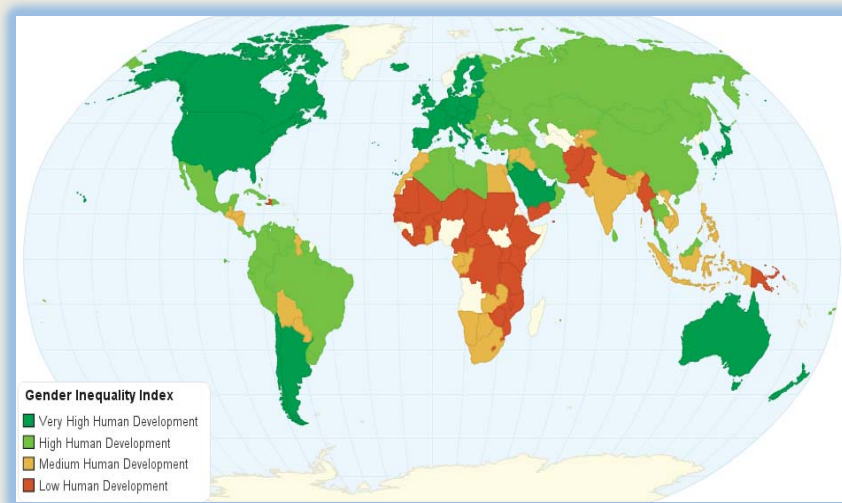 Gender Inequality Index
Very High Human Development
High Human Development
Medium Human Development
Low Human Development